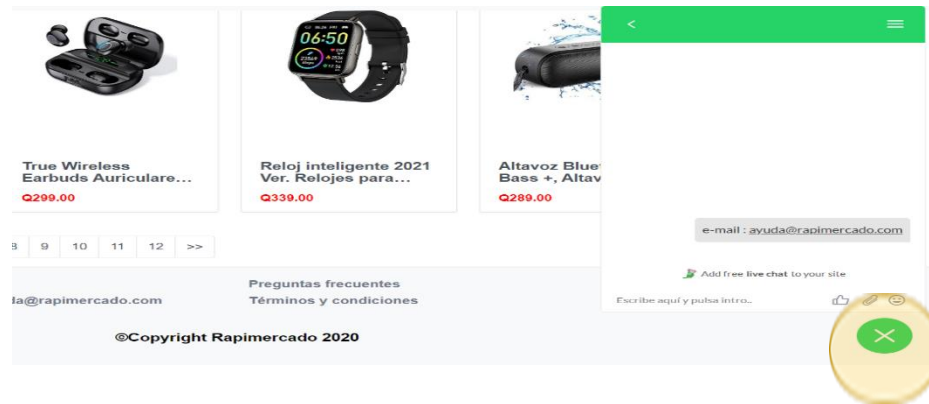 06:50
True Wireless
Earbuds Auriculare...
Q299.00
Reloj inteligente 2021
Ver. Relojes para...
Q339.00
Altavoz Blue
Bass +, Altav
Q289.00
8 9 10 11 12 >>
da@rapimercado.com
Preguntas frecuentes
Términos y condiciones
©Copyright Rapimercado 2020
<
e-mail : ayuda@rapimercado.com
Add free live chat to your site
Escribe aquí y pulsa intro..